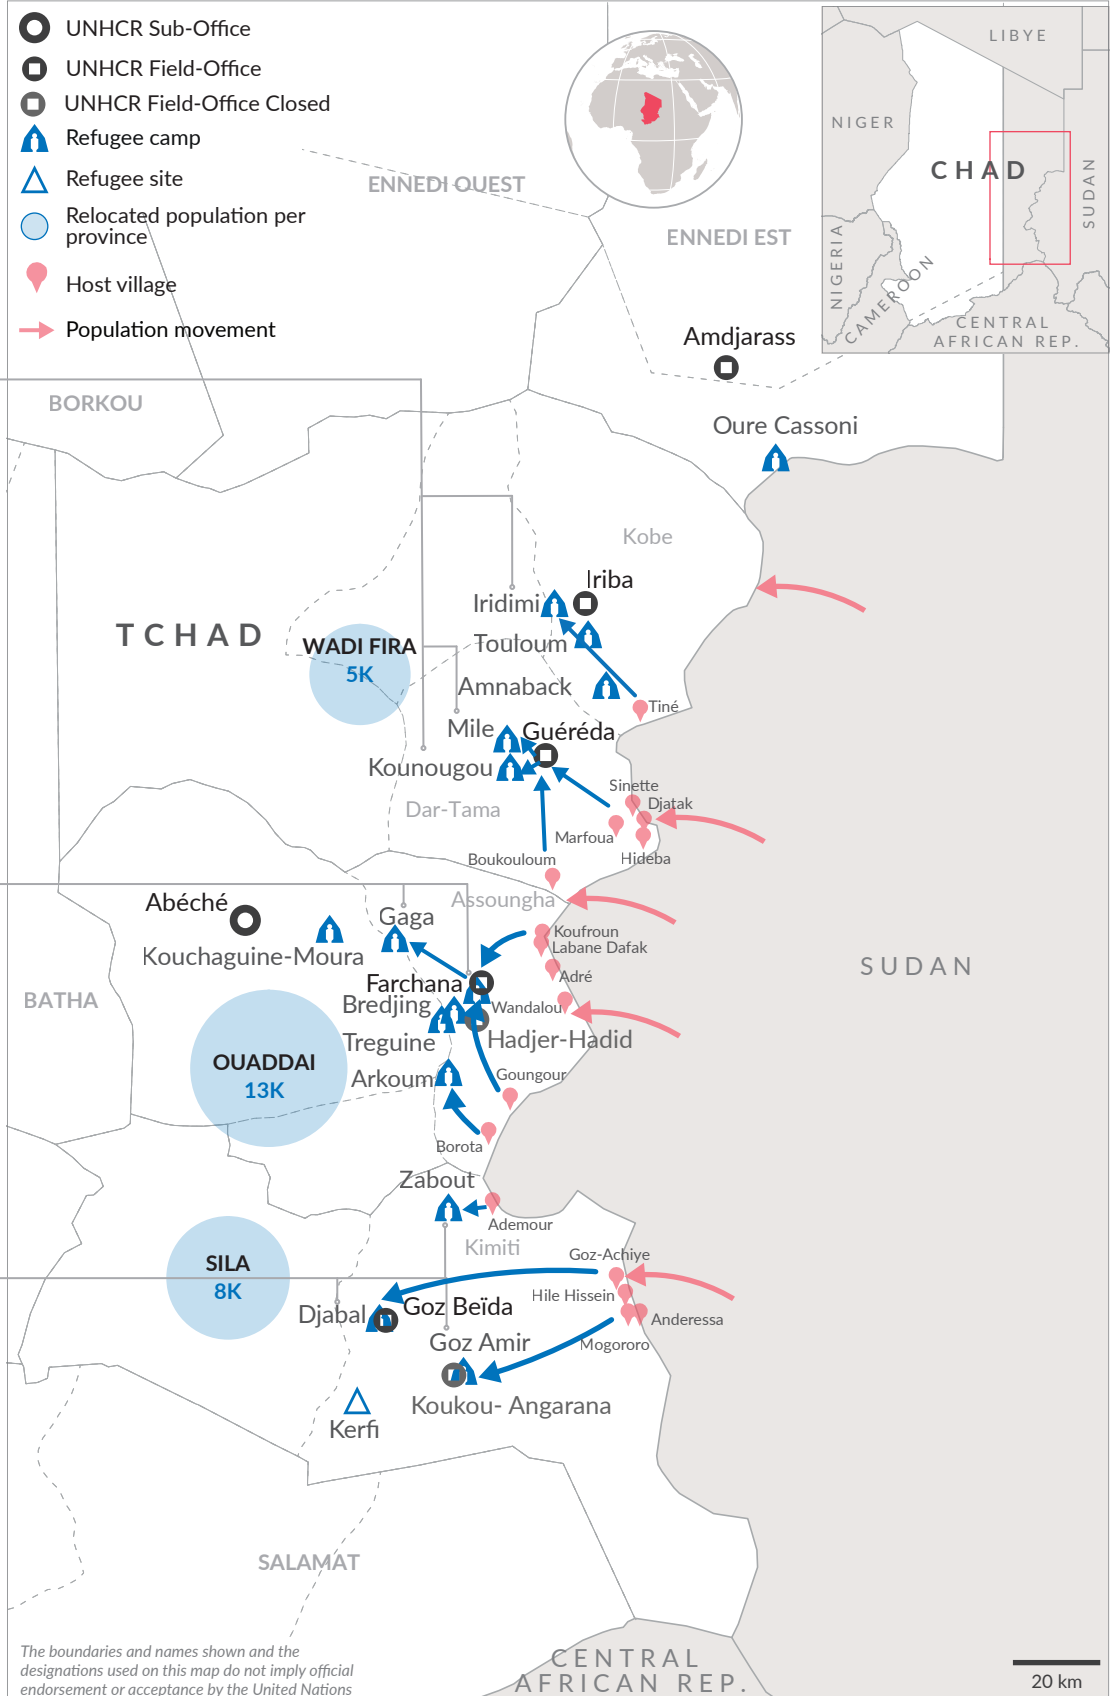 UNHCR Sub-Office
UNHCR Field-Office
UNHCR Field-Office Closed
Refugee camp
Refugee site
Relocated population per
province
Host village
Population movement
LIBYE
NIGER
CHAD
SUDAN
NIGERIA
CAMEROON
CENTRAL
AFRICAN REP.
ENNEDI OUEST
ENNEDI EST
Amdjarass
BORKOU
Oure Cassoni
Kobe
Iriba
Iridimi
TCHAD
Touloum
WADI FIRA
5K
Amnaback
Tiné
Mile
Guéréda
Kounougou
Sinette
Djatak
Dar-Tama
Marfoua
Hideba
Boukouloum
Assoungha
Abéché
Gaga
Koufroun
Labane Dafak
Kouchaguine-Moura
Adré
SUDAN
Farchana
BATHA
Bredjing
Wandalou
Treguine
Hadjer-Hadid
OUADDAI
13K
Arkoum
Goungour
Borota
Zabout
Ademour
Kimiti
SILA
8K
Goz-Achiye
Hile Hissein
Djabal
Goz Beïda
Anderessa
Goz Amir
Mogororo
Koukou- Angarana
Kerfi
SALAMAT
The boundaries and names shown and the
designations used on this map do not imply official
endorsement or acceptance by the United Nations
CENTRAL
AFRICAN REP.
20 km